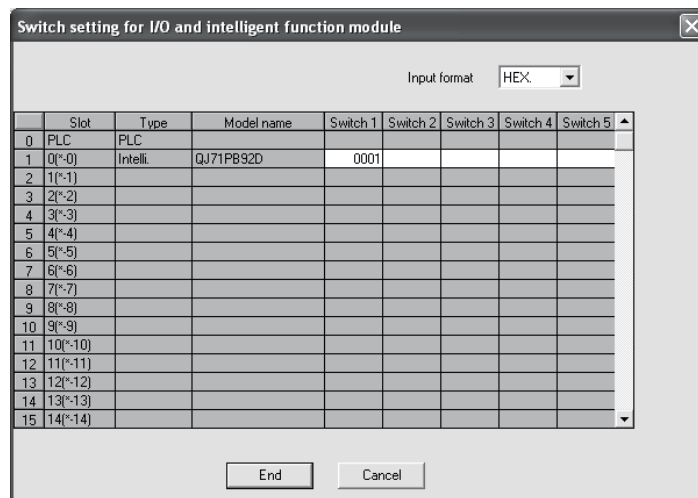 Switch setting for I/O and intelligent function module
Input format HEX.
Slot Type Model name Switch 1 Switch 2 Switch 3 Switch 4 Switch 5
0 PLC PLC
1 0(*-0) Intelli. QJ71PB92D 0001
2 1(*-1)
3 2(*-2)
4 3(*-3)
5 4(*-4)
6 5(*-5)
7 6(*-6)
8 7(*-7)
9 8(*-8)
10 9(*-9)
11 10(*-10)
12 11(*-11)
13 12(*-12)
14 13(*-13)
15 14(*-14)
End Cancel